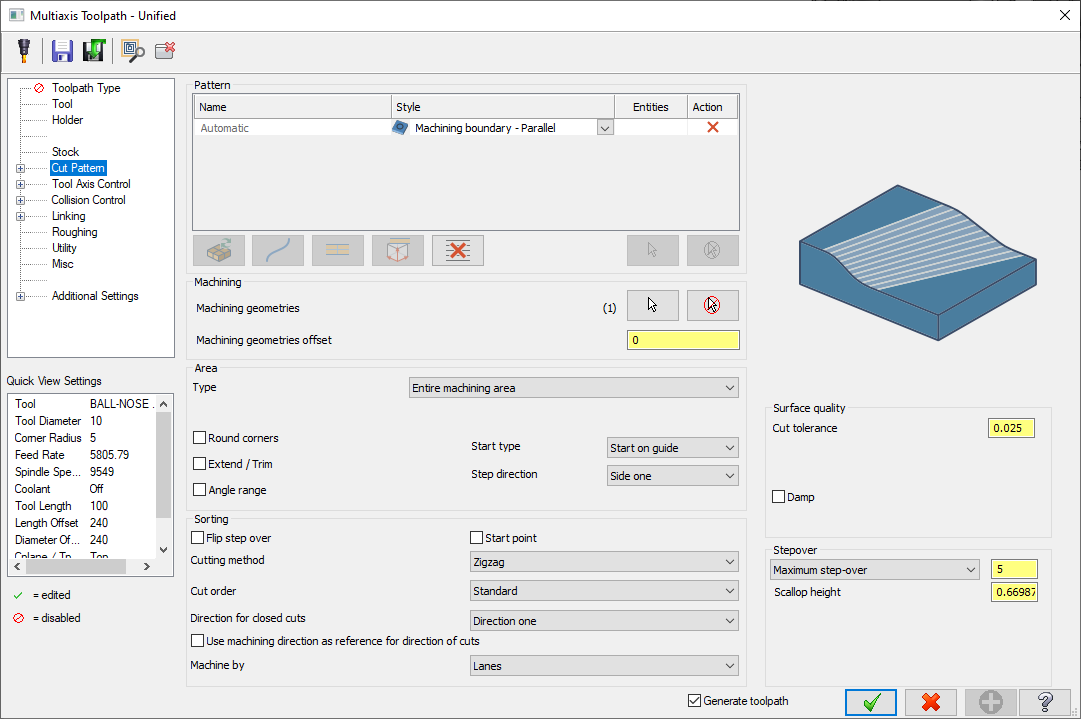 Multiaxis Toolpath - Unified
Toolpath Type
Tool
Holder
Stock
Cut Pattern
Tool Axis Control
Collision Control
Linking
Roughing
Utility
Misc
Additional Settings
Quick View Settings
Tool BALL-NOSE .
Tool Diameter 10
Corner Radius 5
Feed Rate 5805.79
Spindle Spe... 9549
Coolant Off
Tool Length 100
Length Offset 240
Diameter Of... 240
Cplane / Tp... Top
= edited
= disabled
Pattern
Name Style Entities Action
Automatic Machining boundary - Parallel
Machining
Machining geometries (1)
Machining geometries offset 0
Area
Type Entire machining area
Round corners
Extend / Trim
Angle range
Start type Start on guide
Step direction Side one
Sorting
Flip step over Start point
Cutting method Zigzag
Cut order Standard
Direction for closed cuts Direction one
Use machining direction as reference for direction of cuts
Machine by Lanes
Surface quality
Cut tolerance 0.025
Damp
Stepover
Maximum step-over 5
Scallop height 0.66987
Generate toolpath